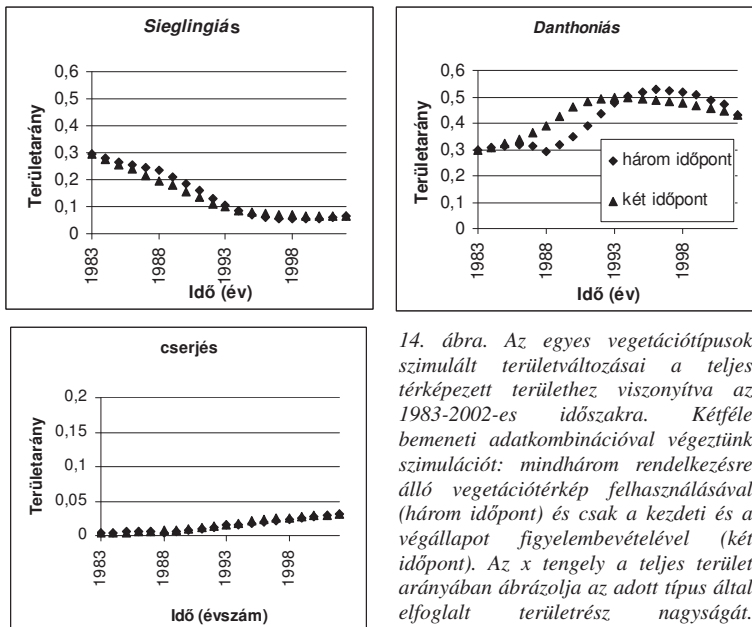 Sieglingiás
Területarány
0,6
0,5
0,4
0,3
0,2
0,1
0
1983
1988
1993
1998
Idő (év)
Danthoniás
Területarány
0,6
0,5
0,4
0,3
0,2
0,1
0
három időpont
két időpont
1983
1988
1993
1998
Idő (év)
cserjés
Területarány
0,2
0,15
0,1
0,05
0
1983
1988
1993
1998
Idő (évszám)
14. ábra. Az egyes vegetációtípusok
szimulált területváltozásai a teljes
térképezett területhez viszonyítva az
1983-2002-es időszakra. Kétféle
bemeneti adatkombinációval végeztünk
szimulációt: mindhárom rendelkezésre
álló vegetációtérkép felhasználásával
(három időpont) és csak a kezdeti és a
végállapot figyelembevételével (két
időpont). Az x tengely a teljes terület
arányában ábrázolja az adott típus által
elfoglalt területrész nagyságát.